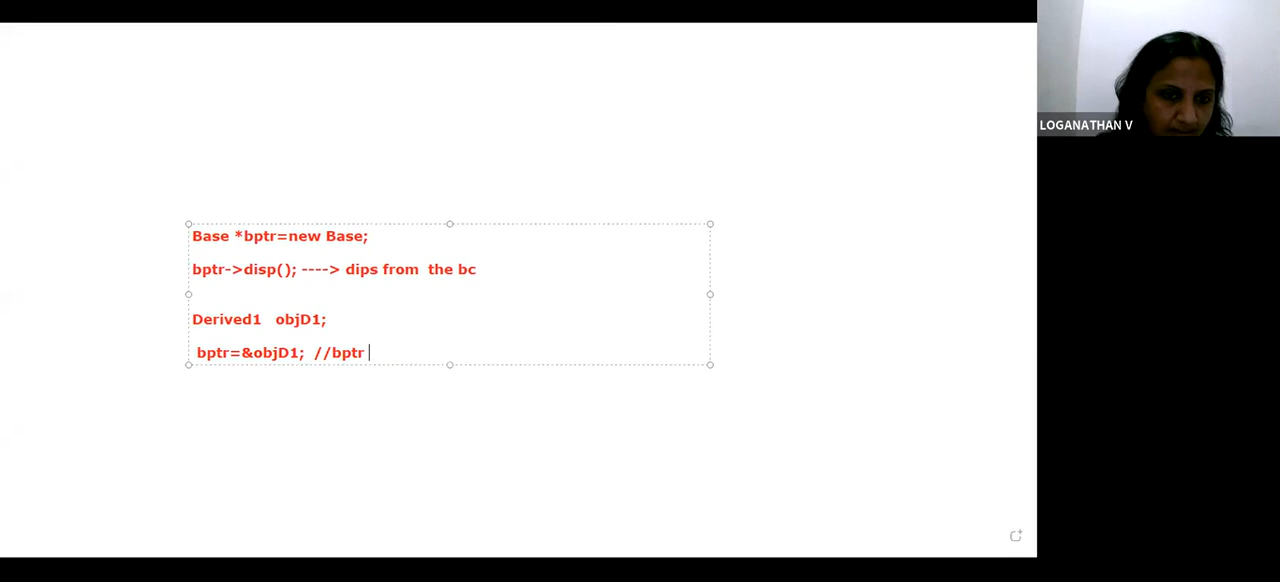 LOGANATHAN V
Base *bptr=new Base;
bptr->disp(); ----> dips from  the bc
Derived1   objD1;
bptr=&objD1;  //bptr